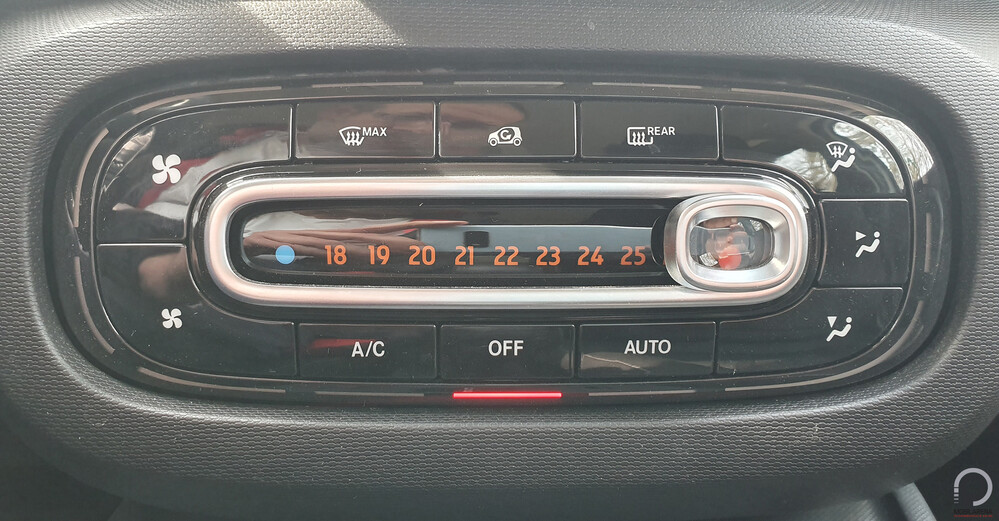 MAX
REAR
18 19 20 21 22 23 24 25
A/C OFF AUTO